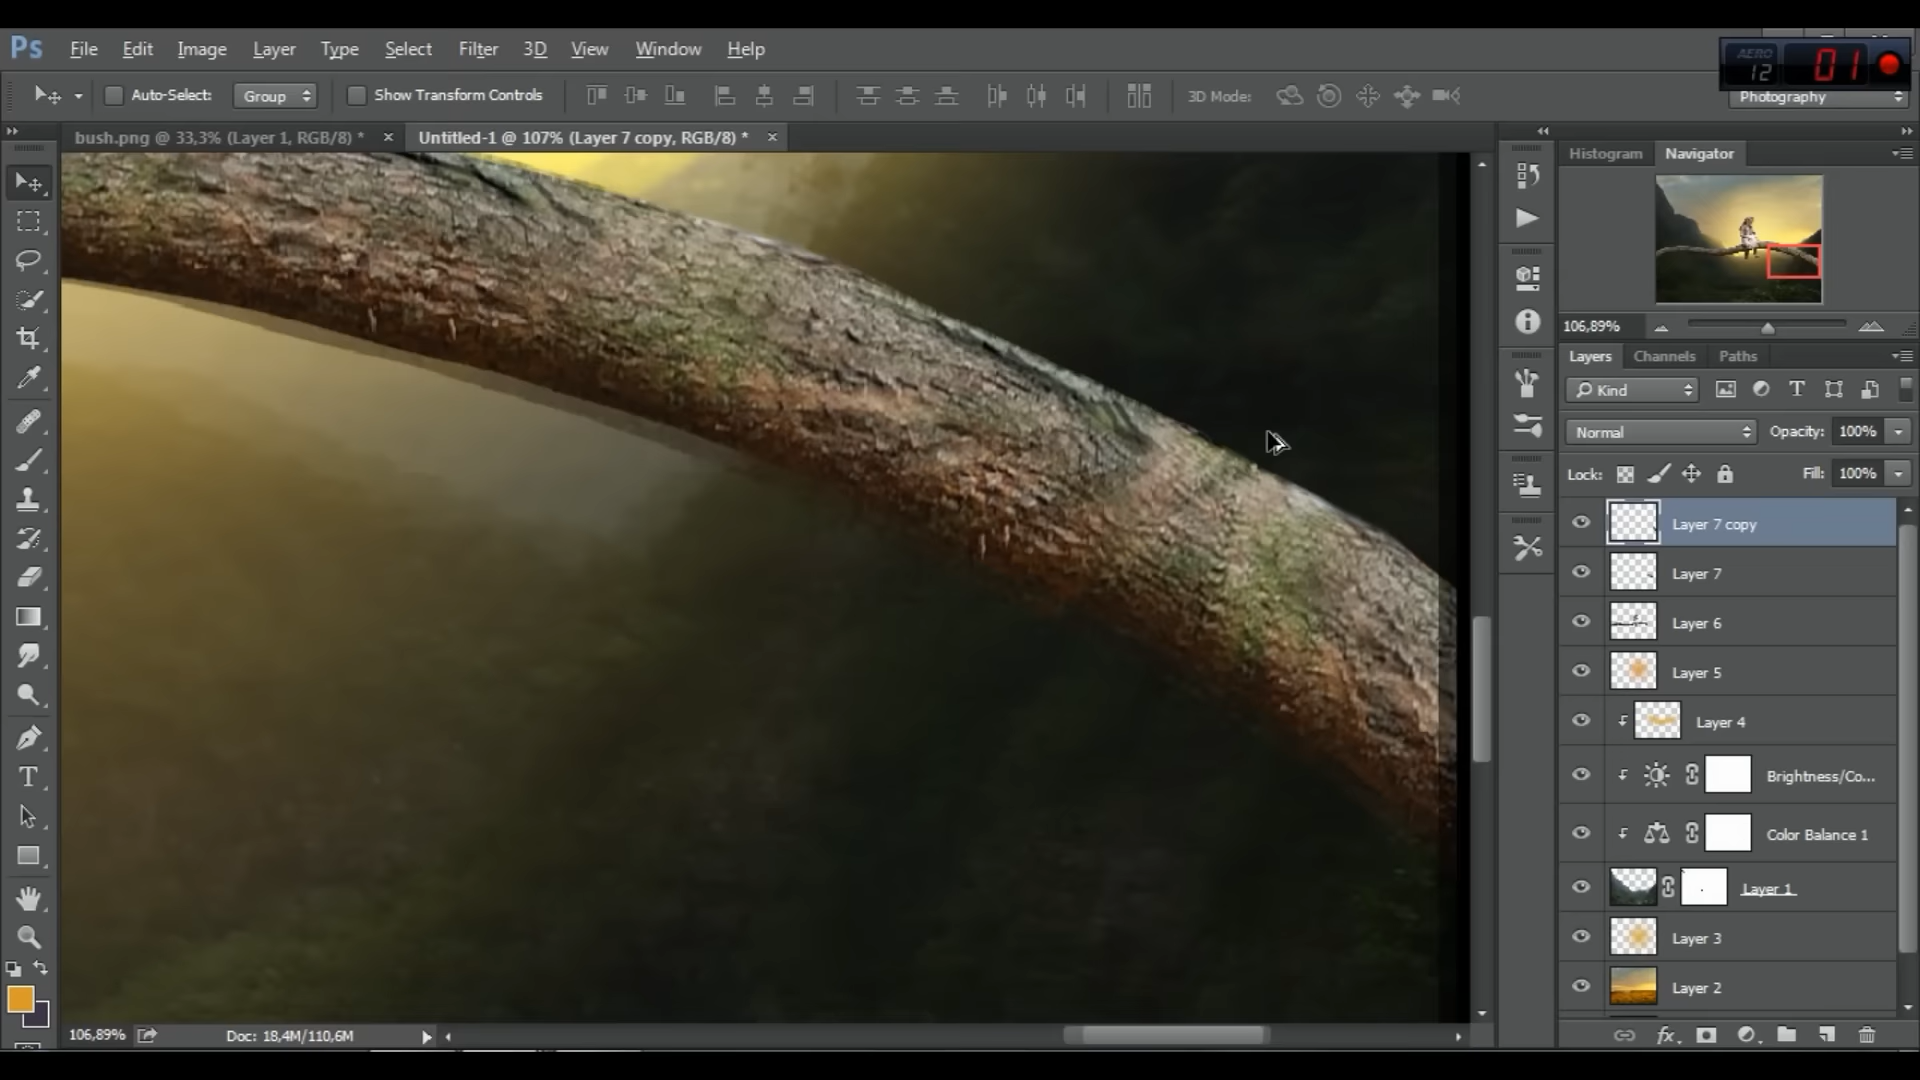 Ps File Edit Image Layer Type Select Filter 3D View Window Help
AERO
12 01
Auto-Select: Group Show Transform Controls 3D Mode: Photography
bush.png @ 33,3% (Layer 1, RGB/8) * × Untitled-1 @ 107% (Layer 7 copy, RGB/8) * ×
Histogram Navigator
106,89%
Layers Channels Paths
Kind
Normal Opacity: 100%
Lock: Fill: 100%
Layer 7 copy
Layer 7
Layer 6
Layer 5
Layer 4
Brightness/Co...
Color Balance 1
Layer 1
Layer 3
Layer 2
106,89% Doc: 18,4M/110,6M